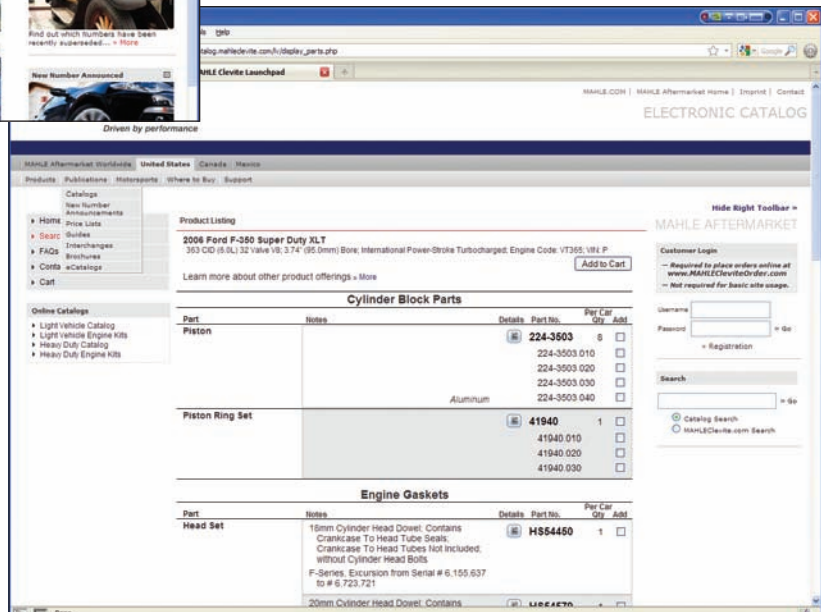 Find out which numbers have been
recently superseded... » More
New Number Announced
Driven by performance
Help
catalog.mahleclevite.com/lv/display_parts.php
MAHLE Clevite Launchpad
Google
MAHLE.COM | MAHLE Aftermarket Home | Imprint | Contact
ELECTRONIC CATALOG
MAHLE Aftermarket Worldwide United States Canada Mexico
Products Publications Motorsports Where to Buy Support
Catalogs
New Number
Announcements
Price Lists
Guides
Interchanges
Brochures
eCatalogs
Home
Searc
FAQs
Conta
Cart
Online Catalogs
Light Vehicle Catalog
Light Vehicle Engine Kits
Heavy Duty Catalog
Heavy Duty Engine Kits
Product Listing
2006 Ford F-350 Super Duty XLT
363 CID (6.0L) 32 Valve V8; 3.74" (95.0mm) Bore; International Power-Stroke Turbocharged; Engine Code: VT365; VIN: P
Add to Cart
Learn more about other product offerings » More
Cylinder Block Parts
Part Notes Details Part No. Per Car Qty Add
Piston 224-3503 8
224-3503.010
224-3503.020
224-3503.030
Aluminum 224-3503.040
Piston Ring Set 41940 1
41940.010
41940.020
41940.030
Engine Gaskets
Part Notes Details Part No. Per Car Qty Add
Head Set 16mm Cylinder Head Dowel; Contains HS54450 1
Crankcase To Head Tube Seals;
Crankcase To Head Tubes Not Included;
without Cylinder Head Bolts
F-Series, Excursion from Serial # 6,155,637
to # 6,723,721
20mm Cylinder Head Dowel; Contains
Hide Right Toolbar »
MAHLE AFTERMARKET
Customer Login
— Required to place orders online at
www.MAHLECleviteOrder.com
— Not required for basic site usage.
Username
Password » Go
» Registration
Search
» Go
Catalog Search
MAHLEClevite.com Search